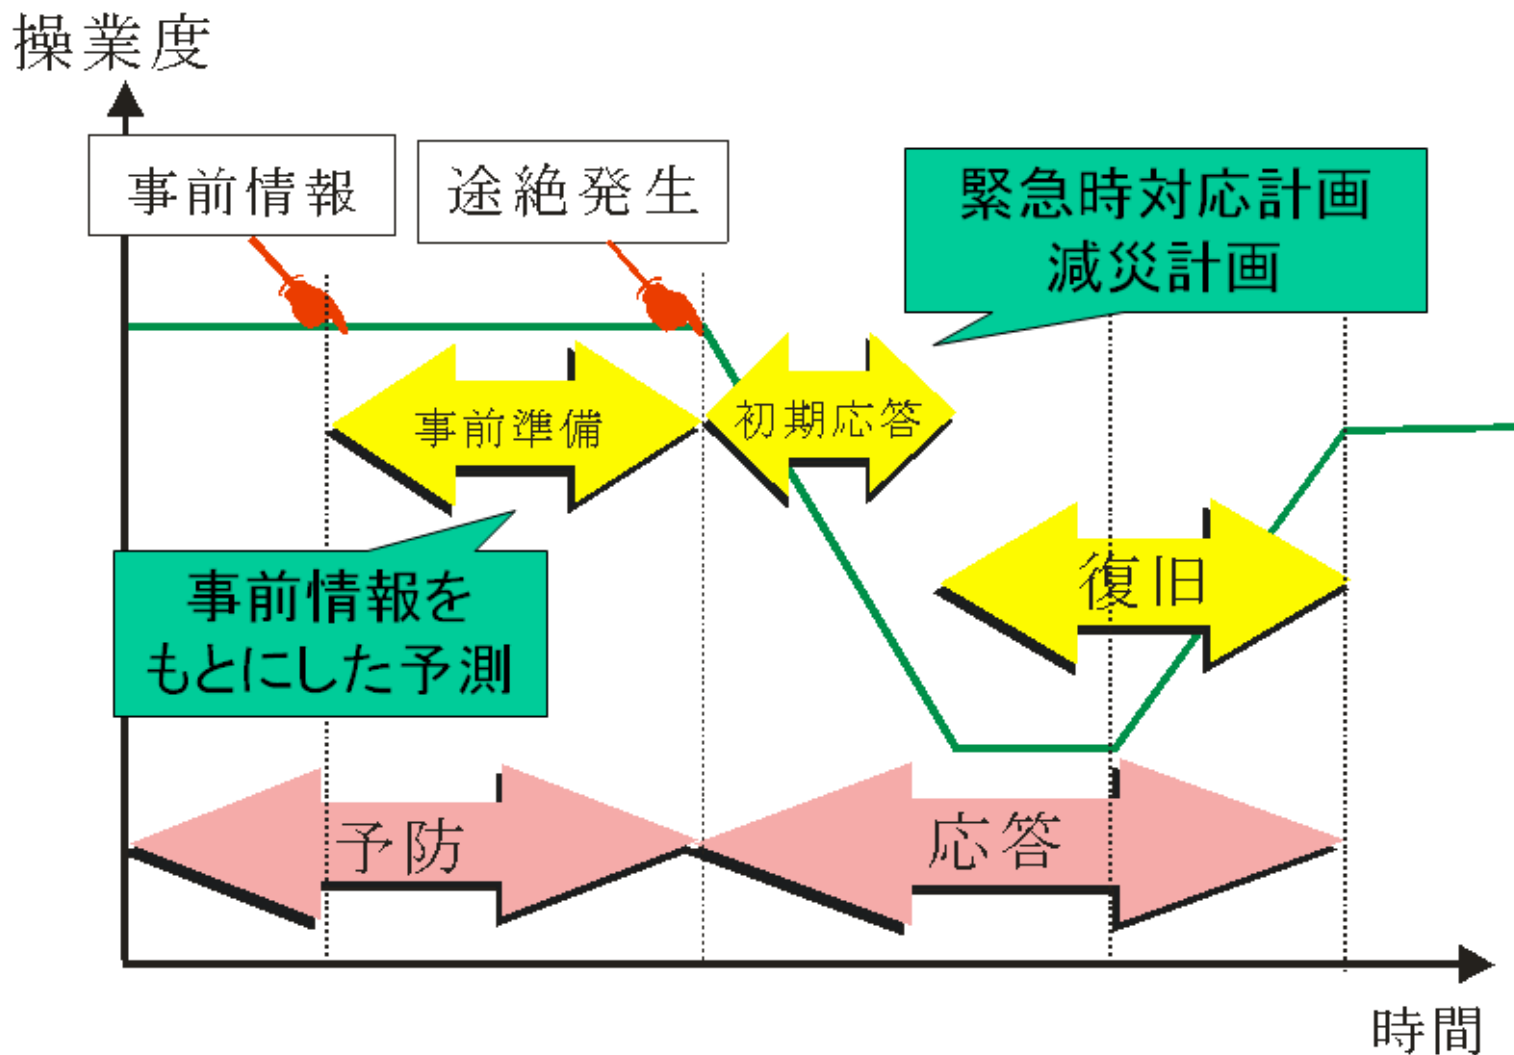 操業度
事前情報
途絶発生
緊急時対応計画
減災計画
事前準備
初期応答
事前情報を
もとにした予測
復旧
予防
応答
時間